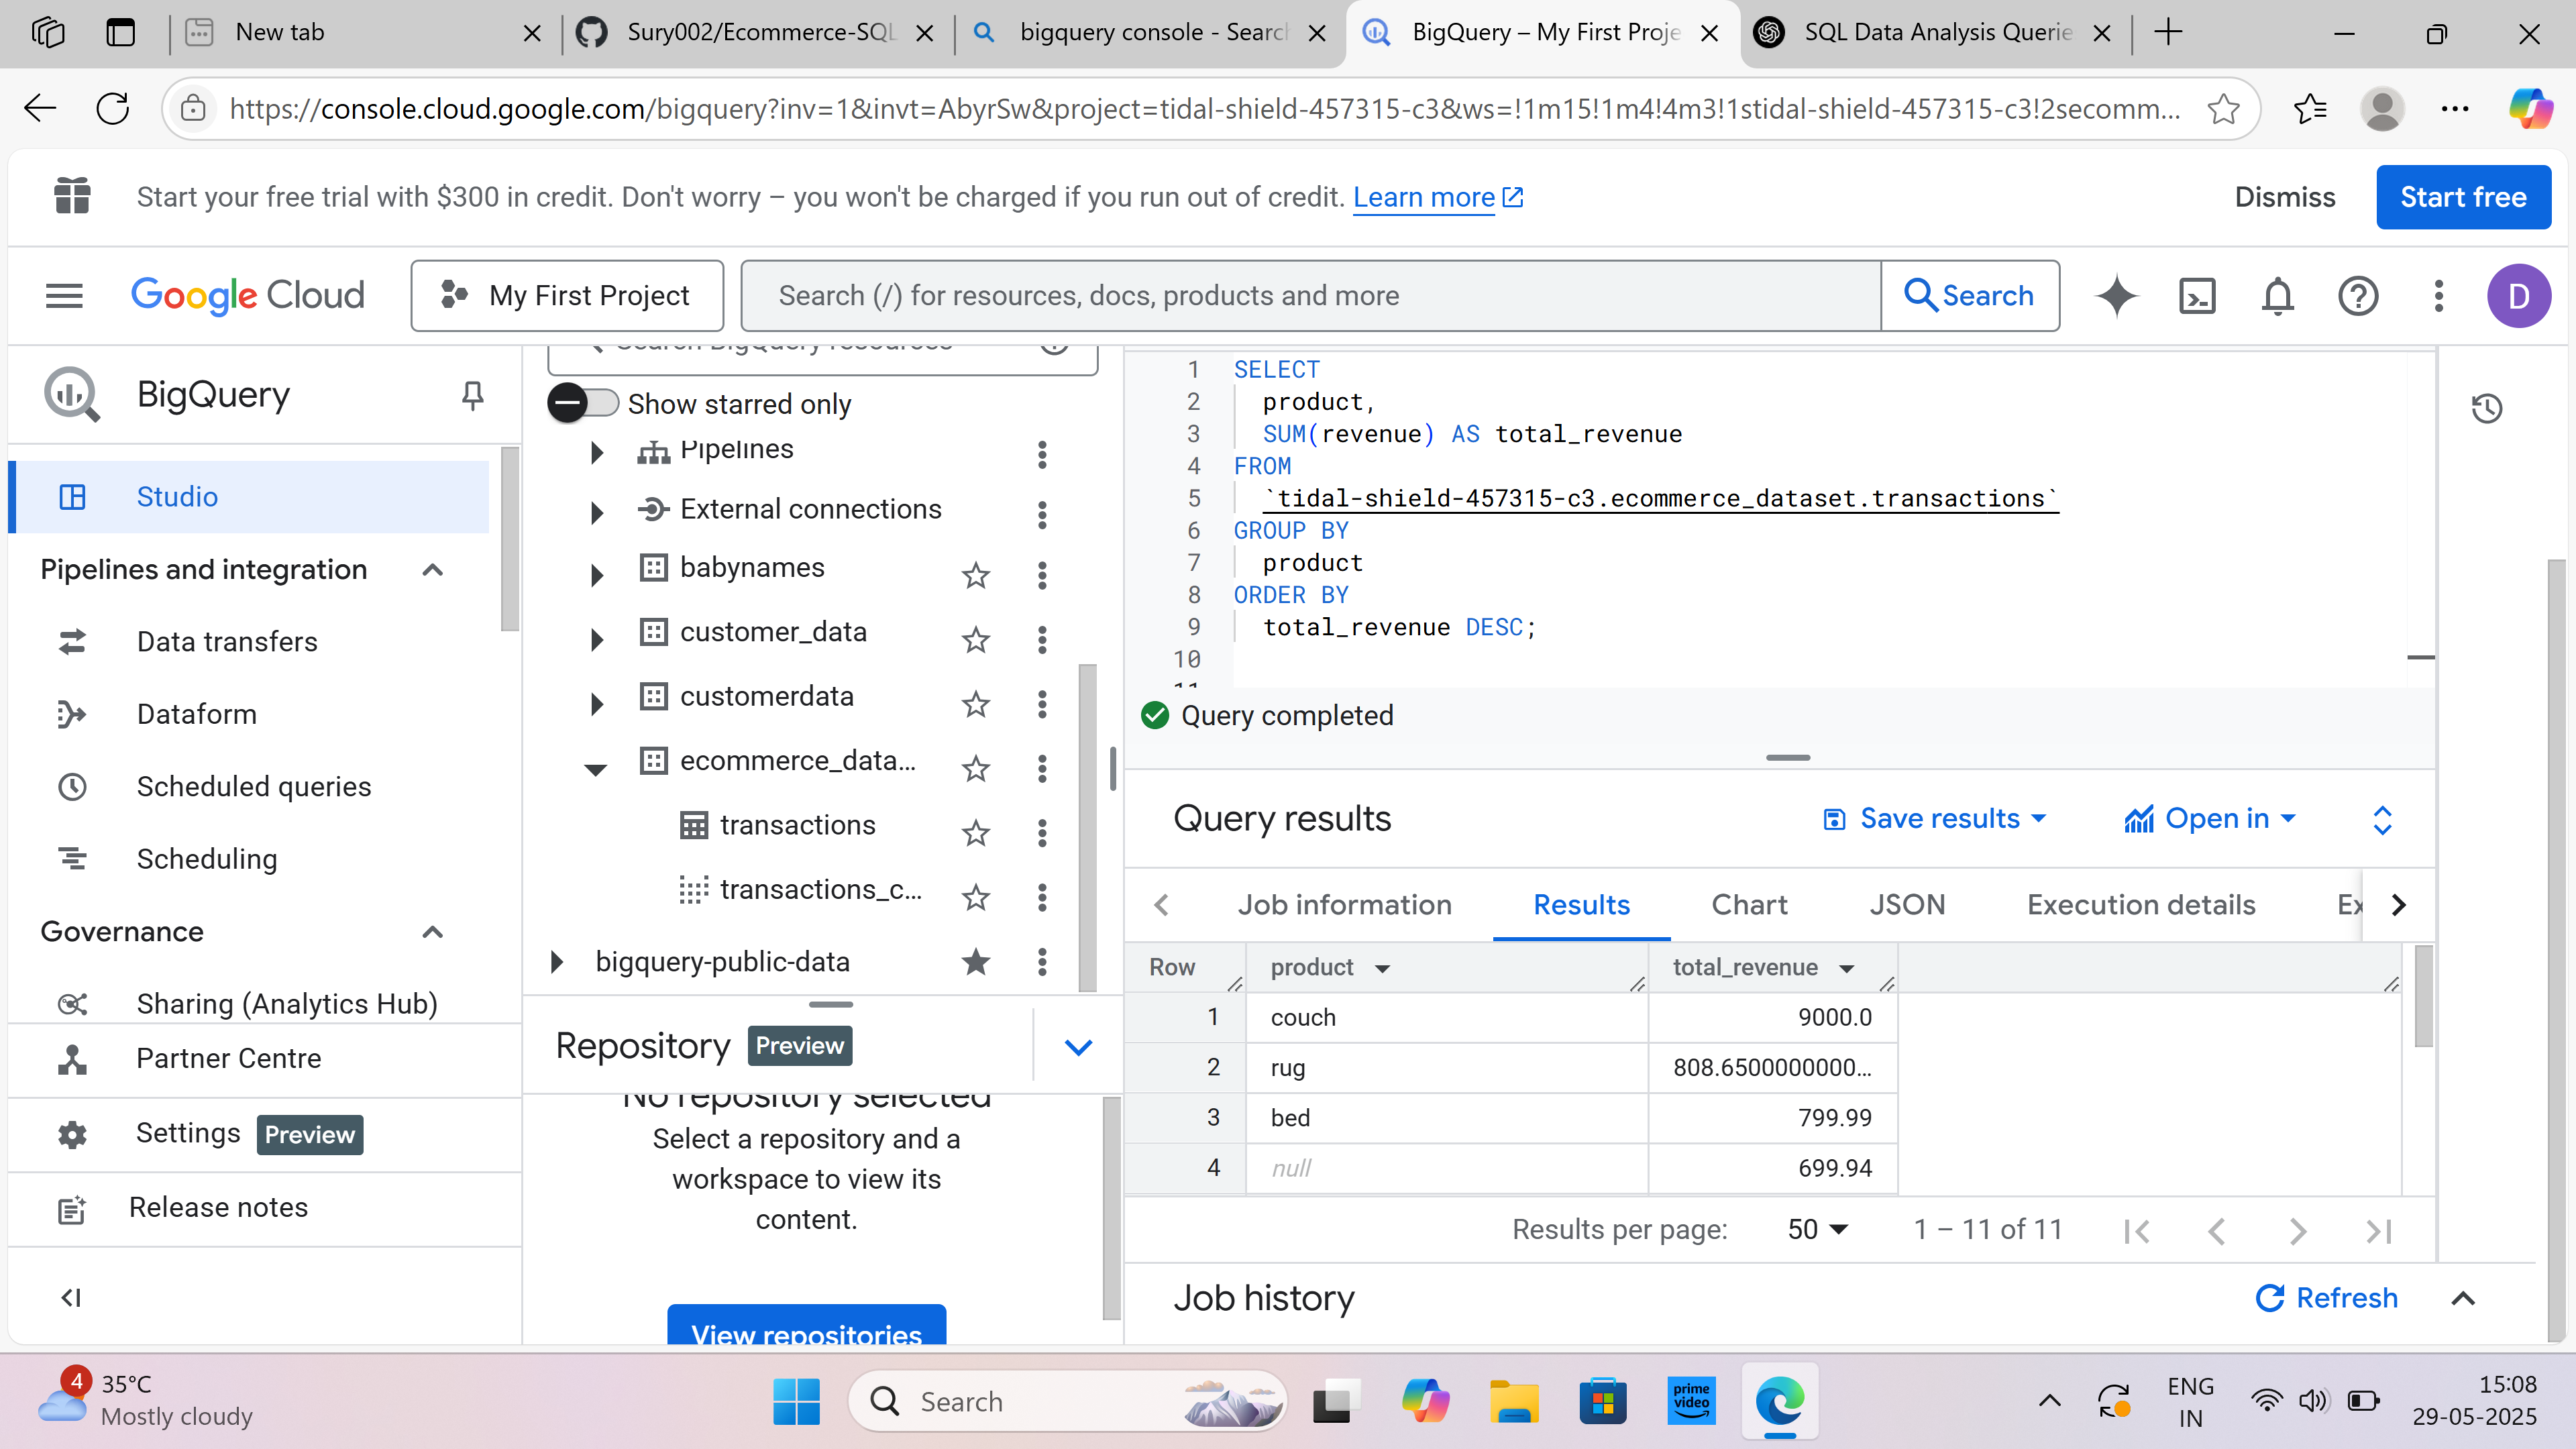 New tab
Sury002/Ecommerce-SQL
bigquery console - Search
BigQuery – My First Proje
SQL Data Analysis Querie
https://console.cloud.google.com/bigquery?inv=1&invt=AbyrSw&project=tidal-shield-457315-c3&ws=!1m15!1m4!4m3!1stidal-shield-457315-c3!2secomm...
Start your free trial with $300 in credit. Don't worry – you won't be charged if you run out of credit. Learn more
Dismiss
Start free
Google Cloud
My First Project
Search (/) for resources, docs, products and more
Search
D
BigQuery
Studio
Pipelines and integration
Data transfers
Dataform
Scheduled queries
Scheduling
Governance
Sharing (Analytics Hub)
Partner Centre
Settings Preview
Release notes
Search BigQuery resources
Show starred only
Pipelines
External connections
babynames
customer_data
customerdata
ecommerce_data...
transactions
transactions_c...
bigquery-public-data
Repository Preview
No repository selected
Select a repository and a
workspace to view its
content.
View repositories
1 SELECT
2 product,
3 SUM(revenue) AS total_revenue
4 FROM
5 `tidal-shield-457315-c3.ecommerce_dataset.transactions`
6 GROUP BY
7 product
8 ORDER BY
9 total_revenue DESC;
10
11
Query completed
Query results
Save results
Open in
Job information
Results
Chart
JSON
Execution details
Ex
Row product total_revenue
1 couch 9000.0
2 rug 808.6500000000...
3 bed 799.99
4 null 699.94
Results per page: 50 1 – 11 of 11
Job history
Refresh
4
35°C
Mostly cloudy
Search
prime
video
ENG
IN
15:08
29-05-2025